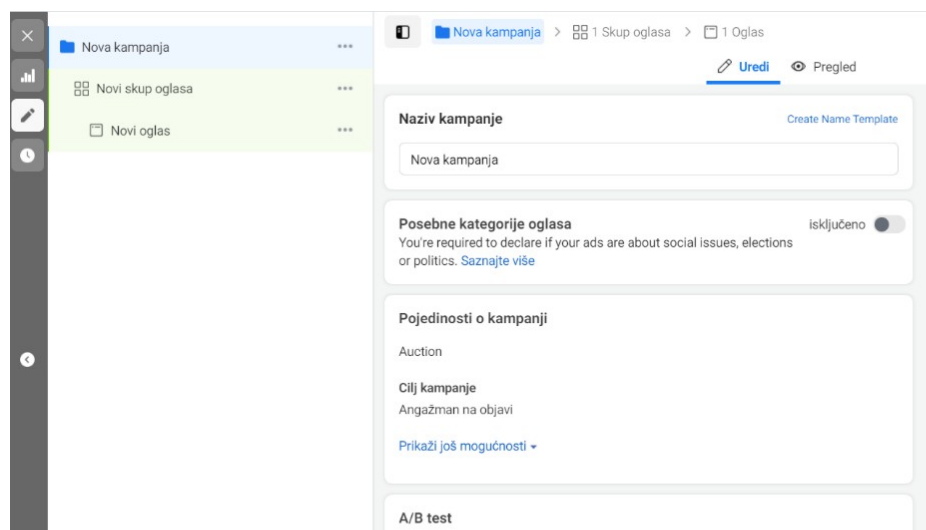 Nova kampanja
Novi skup oglasa
Novi oglas
Nova kampanja > 1 Skup oglasa > 1 Oglas
Uredi Pregled
Naziv kampanje Create Name Template
Nova kampanja
Posebne kategorije oglasa isključeno
You're required to declare if your ads are about social issues, elections
or politics. Saznajte više
Pojedinosti o kampanji
Auction
Cilj kampanje
Angažman na objavi
Prikaži još mogućnosti
A/B test